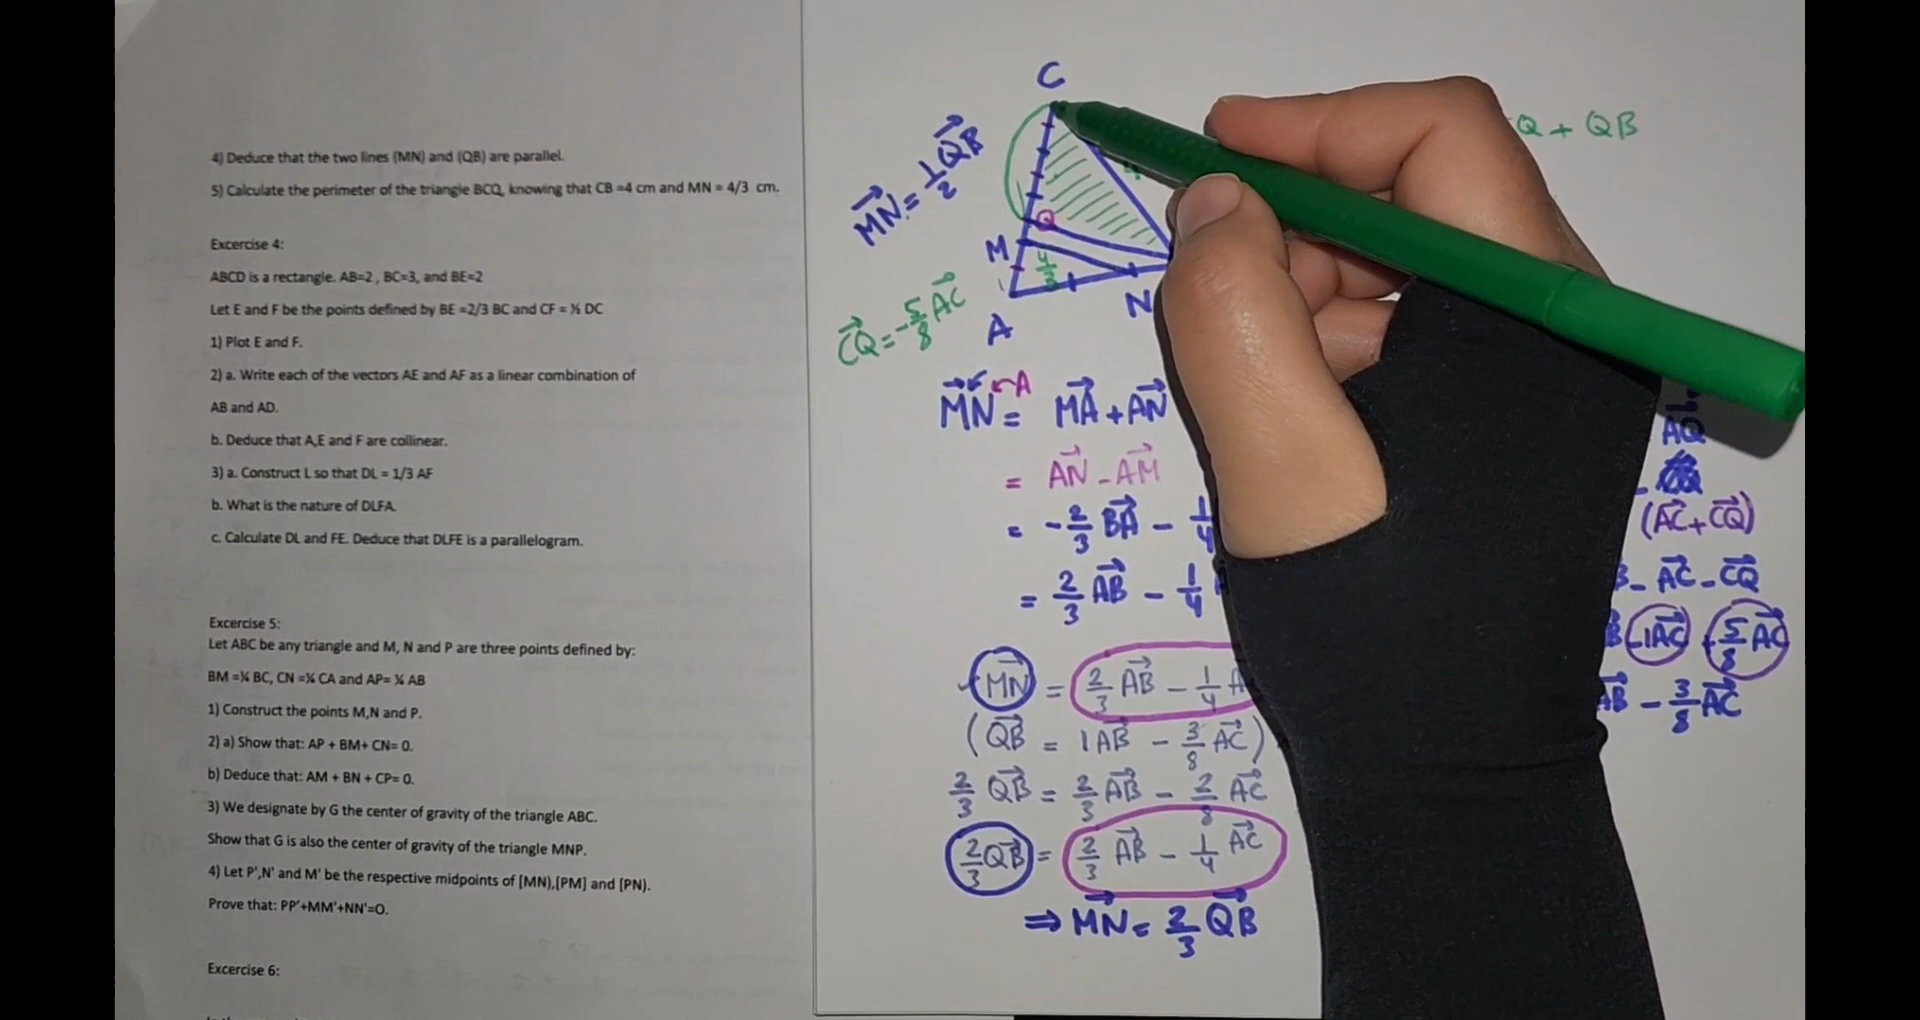 4) Deduce that the two lines (MN) and (QB) are parallel.
5) Calculate the perimeter of the triangle BCQ, knowing that CB =4 cm and MN = 4/3 cm.
Excercise 4:
ABCD is a rectangle. AB=2 , BC=3, and BE=2
Let E and F be the points defined by BE =2/3 BC and CF = ½ DC
1) Plot E and F.
2) a. Write each of the vectors AE and AF as a linear combination of
AB and AD.
b. Deduce that A,E and F are collinear.
3) a. Construct L so that DL = 1/3 AF
b. What is the nature of DLFA.
c. Calculate DL and FE. Deduce that DLFE is a parallelogram.
Excercise 5:
Let ABC be any triangle and M, N and P are three points defined by:
BM =¼ BC, CN =¼ CA and AP= ¼ AB
1) Construct the points M,N and P.
2) a) Show that: AP + BM+ CN= 0.
b) Deduce that: AM + BN + CP= 0.
3) We designate by G the center of gravity of the triangle ABC.
Show that G is also the center of gravity of the triangle MNP.
4) Let P',N' and M' be the respective midpoints of [MN),[PM] and [PN).
Prove that: PP'+MM'+NN'=0.
Excercise 6:
C
MN = 1/2 QB
Q + QB
Q
M
4/3
N
A
CQ = -5/8 AC
MN = MA + AN
A
= AN - AM
= -2/3 BA - 1/4
= 2/3 AB - 1/4
MN = 2/3 AB - 1/4 A
(QB = 1AB - 3/8 AC)
2/3 QB = 2/3 AB - 2/8 AC
2/3 QB = 2/3 AB - 1/4 AC
⇒ MN = 2/3 QB
AQ
(AC + CQ)
- AC - CQ
B - 1AC + 5/8 AC
AB - 3/8 AC